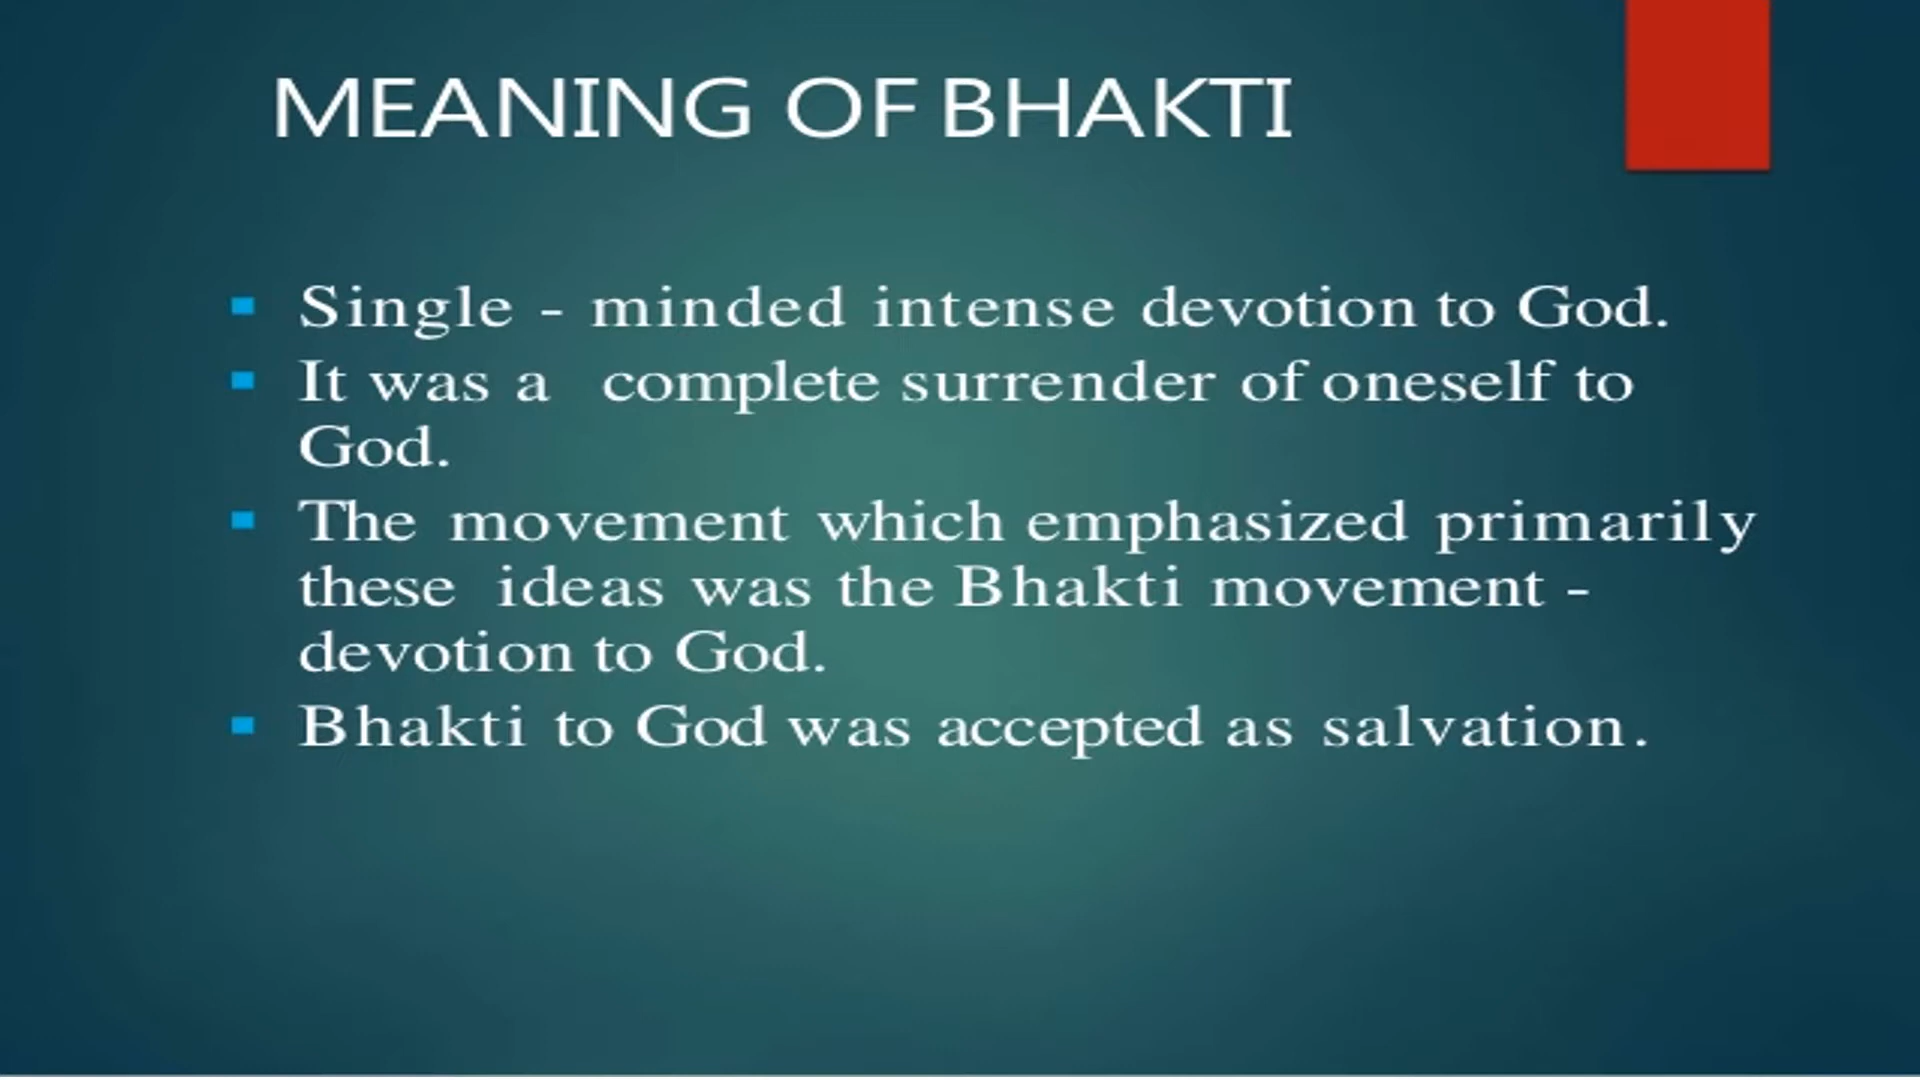 MEANING OF BHAKTI
Single - minded intense devotion to God.
It was a complete surrender of oneself to
God.
The movement which emphasized primarily
these ideas was the Bhakti movement -
devotion to God.
Bhakti to God was accepted as salvation.